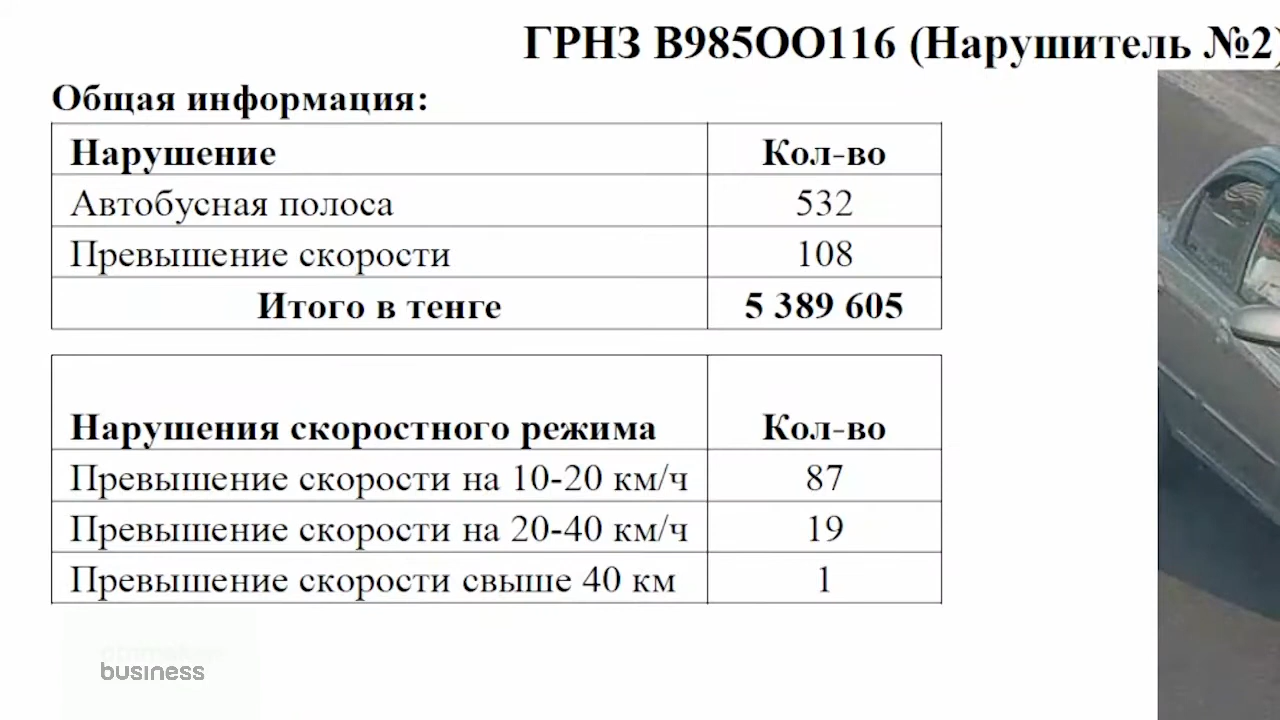 ГРНЗ В985ОО116 (Нарушитель №2)
Общая информация:
Нарушение Кол-во
Автобусная полоса 532
Превышение скорости 108
Итого в тенге 5 389 605
Нарушения скоростного режима Кол-во
Превышение скорости на 10-20 км/ч 87
Превышение скорости на 20-40 км/ч 19
Превышение скорости свыше 40 км 1
business